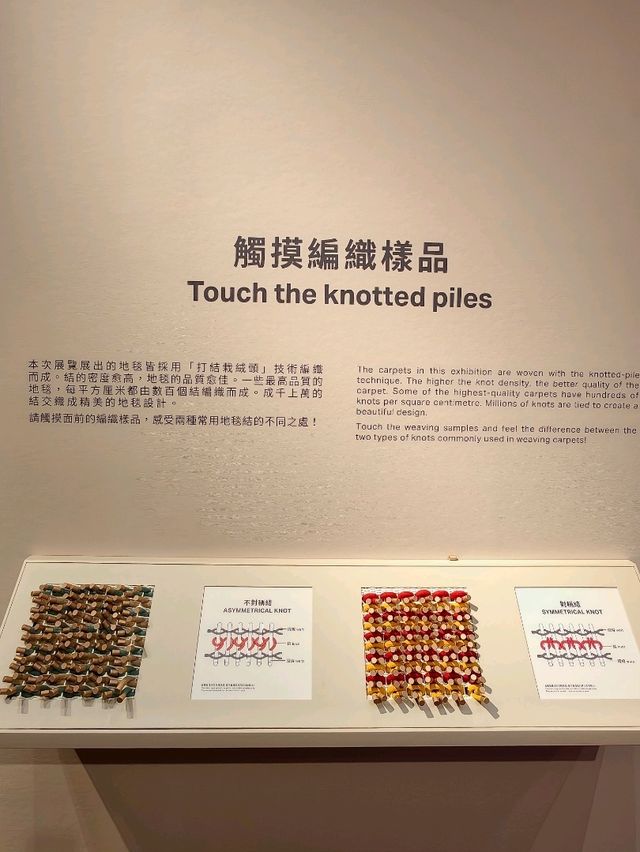 觸摸編織樣品
Touch the knotted piles
本次展覽展出的地毯皆採用「打結栽絨頭」技術編織
而成。結的密度愈高，地毯的品質愈佳。一些最高品質的
地毯，每平方厘米都由數百個結編織而成。成千上萬的
結交織成精美的地毯設計。
請觸摸面前的編織樣品，感受兩種常用地毯結的不同之處！
The carpets in this exhibition are woven with the knotted-pile
technique. The higher the knot density, the better quality of the
carpet. Some of the highest-quality carpets have hundreds of
knots per square centimetre. Millions of knots are tied to create a
beautiful design.
Touch the weaving samples and feel the difference between the
two types of knots commonly used in weaving carpets!
不對稱結
ASYMMETRICAL KNOT
對稱結
SYMMETRICAL KNOT